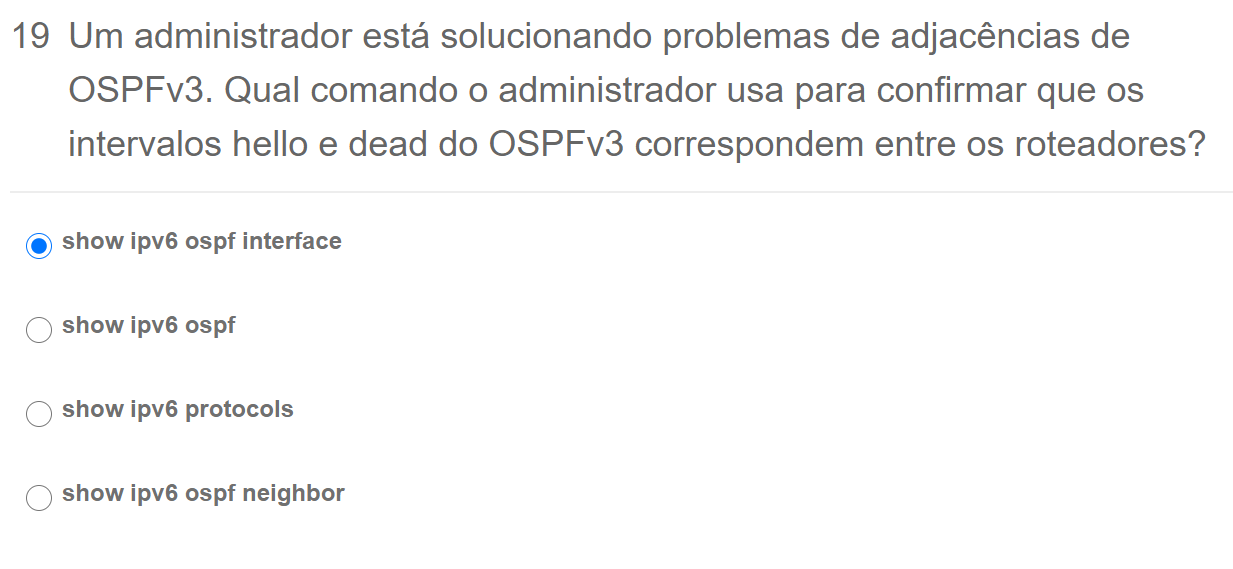 19 Um administrador está solucionando problemas de adjacências de
OSPFv3. Qual comando o administrador usa para confirmar que os
intervalos hello e dead do OSPFv3 correspondem entre os roteadores?
show ipv6 ospf interface
show ipv6 ospf
show ipv6 protocols
show ipv6 ospf neighbor